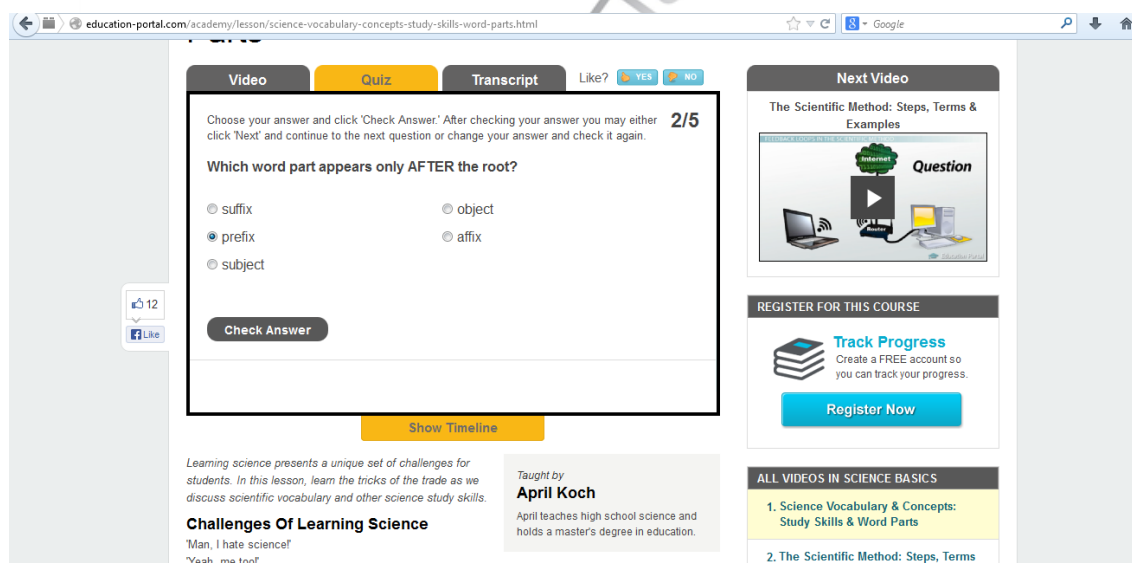 education-portal.com/academy/lesson/science-vocabulary-concepts-study-skills-word-parts.html
Google
Video
Quiz
Transcript
Like?
YES
NO
Choose your answer and click 'Check Answer.' After checking your answer you may either
click 'Next' and continue to the next question or change your answer and check it again.
2/5
Which word part appears only AFTER the root?
suffix
object
prefix
affix
subject
Check Answer
Show Timeline
12
Like
Learning science presents a unique set of challenges for
students. In this lesson, learn the tricks of the trade as we
discuss scientific vocabulary and other science study skills.
Challenges Of Learning Science
'Man, I hate science!'
'Yeah, me too!'
Taught by
April Koch
April teaches high school science and
holds a master's degree in education.
Next Video
The Scientific Method: Steps, Terms &
Examples
Internet
Question
Router
REGISTER FOR THIS COURSE
Track Progress
Create a FREE account so
you can track your progress.
Register Now
ALL VIDEOS IN SCIENCE BASICS
1. Science Vocabulary & Concepts:
Study Skills & Word Parts
2. The Scientific Method: Steps, Terms